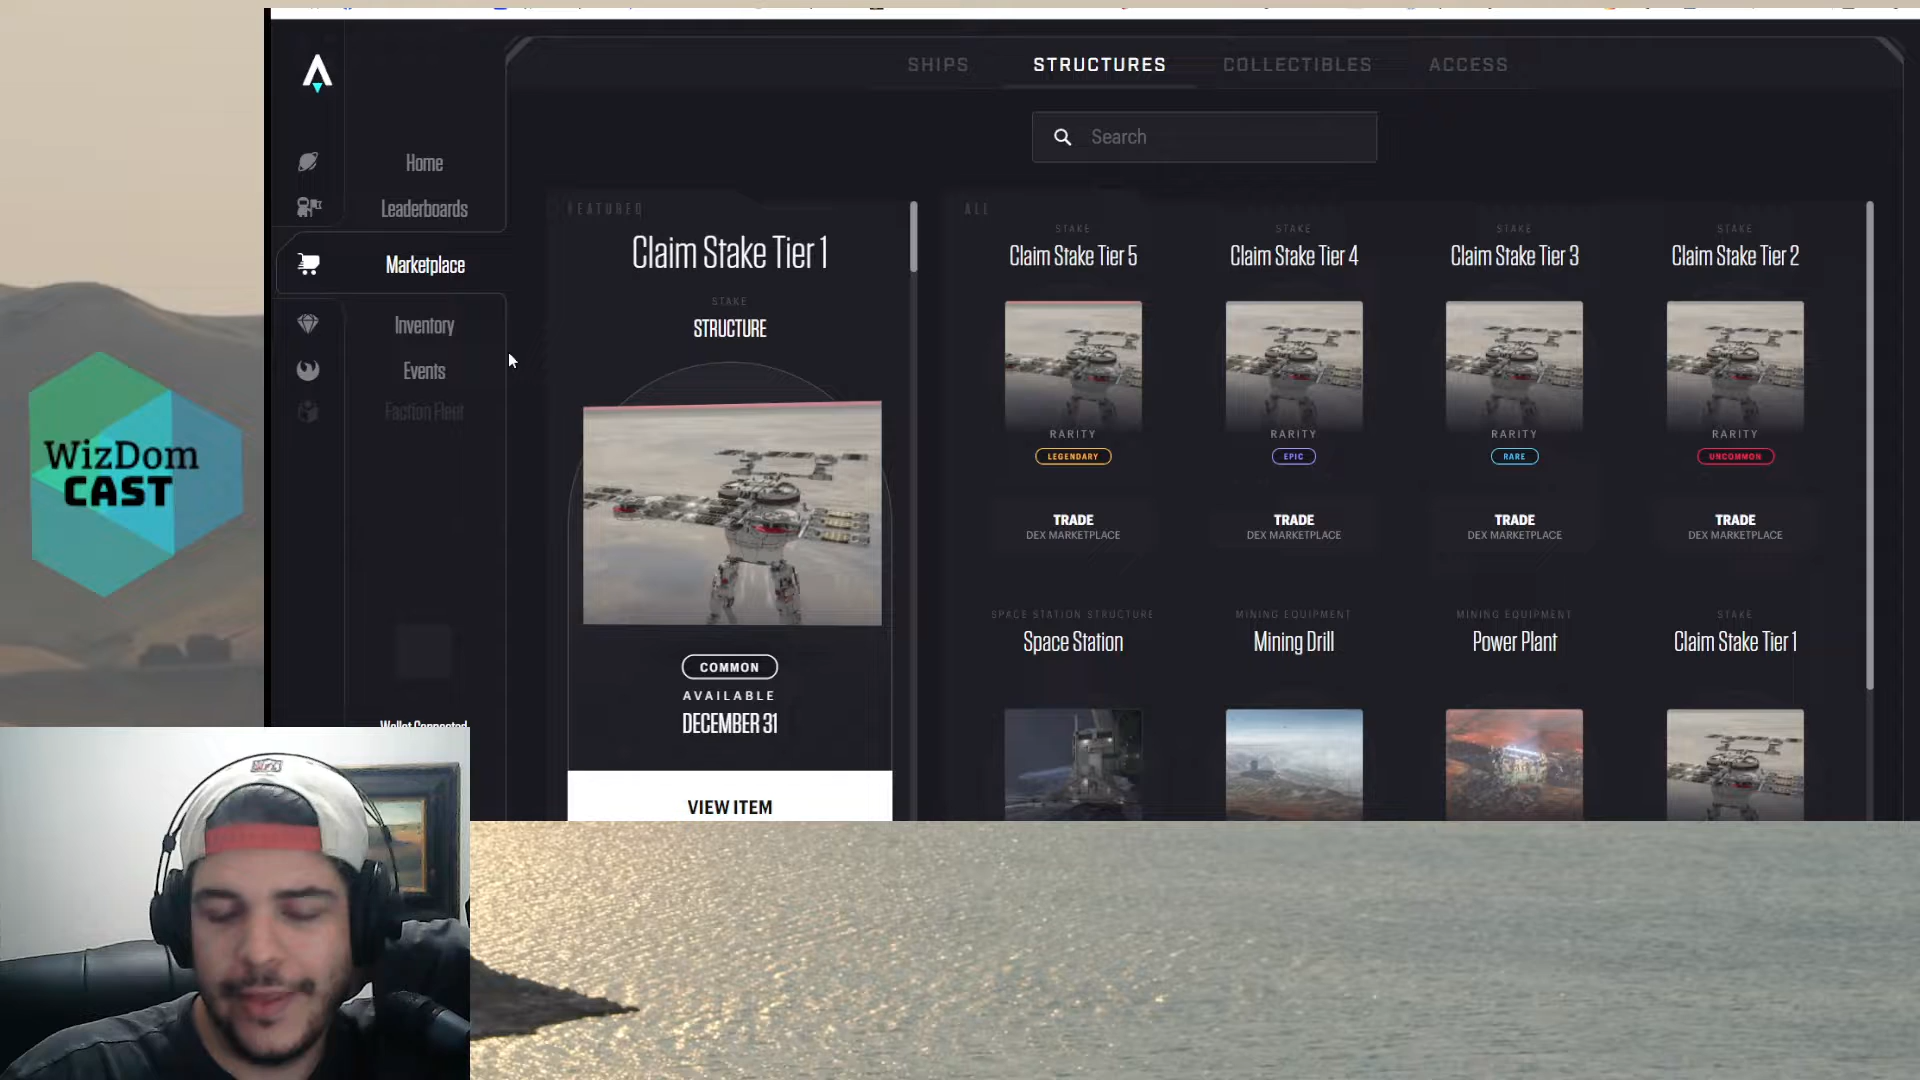 SHIPS
STRUCTURES
COLLECTIBLES
ACCESS
Search
Home
Leaderboards
Marketplace
Inventory
Events
Faction Fleet
WizDom
CAST
FEATURED
Claim Stake Tier 1
STAKE
STRUCTURE
COMMON
AVAILABLE
DECEMBER 31
VIEW ITEM
ALL
STAKE
Claim Stake Tier 5
RARITY
LEGENDARY
TRADE
DEX MARKETPLACE
STAKE
Claim Stake Tier 4
RARITY
EPIC
TRADE
DEX MARKETPLACE
STAKE
Claim Stake Tier 3
RARITY
RARE
TRADE
DEX MARKETPLACE
STAKE
Claim Stake Tier 2
RARITY
UNCOMMON
TRADE
DEX MARKETPLACE
SPACE STATION STRUCTURE
Space Station
MINING EQUIPMENT
Mining Drill
MINING EQUIPMENT
Power Plant
STAKE
Claim Stake Tier 1
Wallet Connected